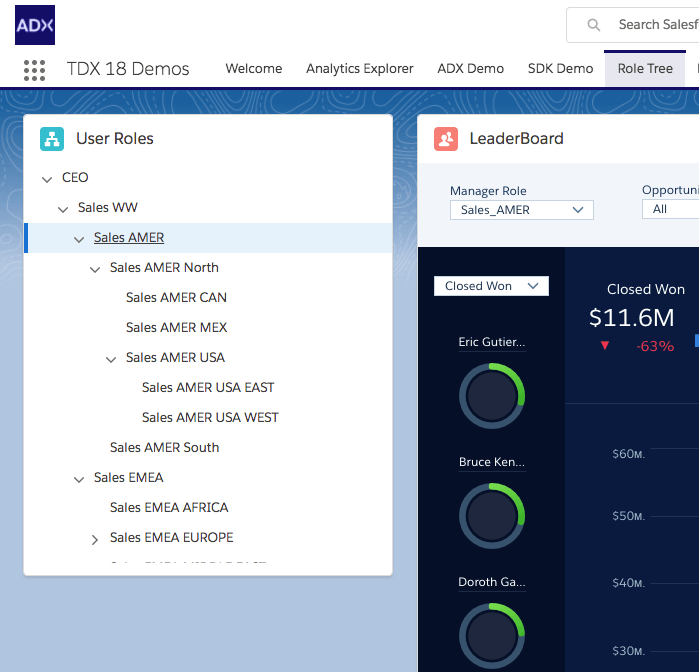 ADX
Search Salesf
TDX 18 Demos
Welcome
Analytics Explorer
ADX Demo
SDK Demo
Role Tree
User Roles
CEO
Sales WW
Sales AMER
Sales AMER North
Sales AMER CAN
Sales AMER MEX
Sales AMER USA
Sales AMER USA EAST
Sales AMER USA WEST
Sales AMER South
Sales EMEA
Sales EMEA AFRICA
Sales EMEA EUROPE
LeaderBoard
Manager Role
Sales_AMER
Opportuni
All
Closed Won
Eric Gutier...
Bruce Ken...
Doroth Ga...
Closed Won
$11.6M
-63%
$60M.
$50M.
$40M.
$30M.